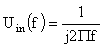 U_in(f) = 1/(j2Πf)